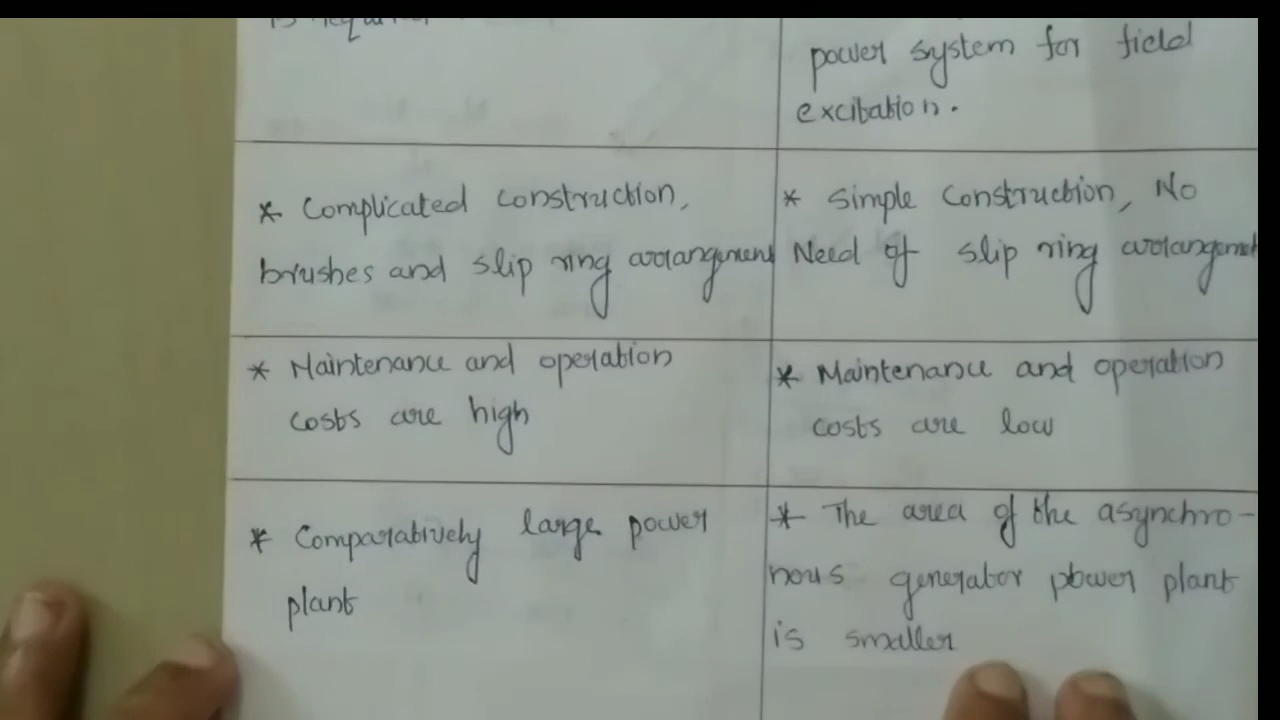 power system for field
excitation.
* Complicated construction,
brushes and slip ring arrangement
* Simple Construction, No
Need of slip ring arrangement
* Maintenance and operation
costs are high
* Maintenance and operation
costs are low
* Comparatively large power
plant
* The area of the asynchro-
nous generator power plant
is smaller